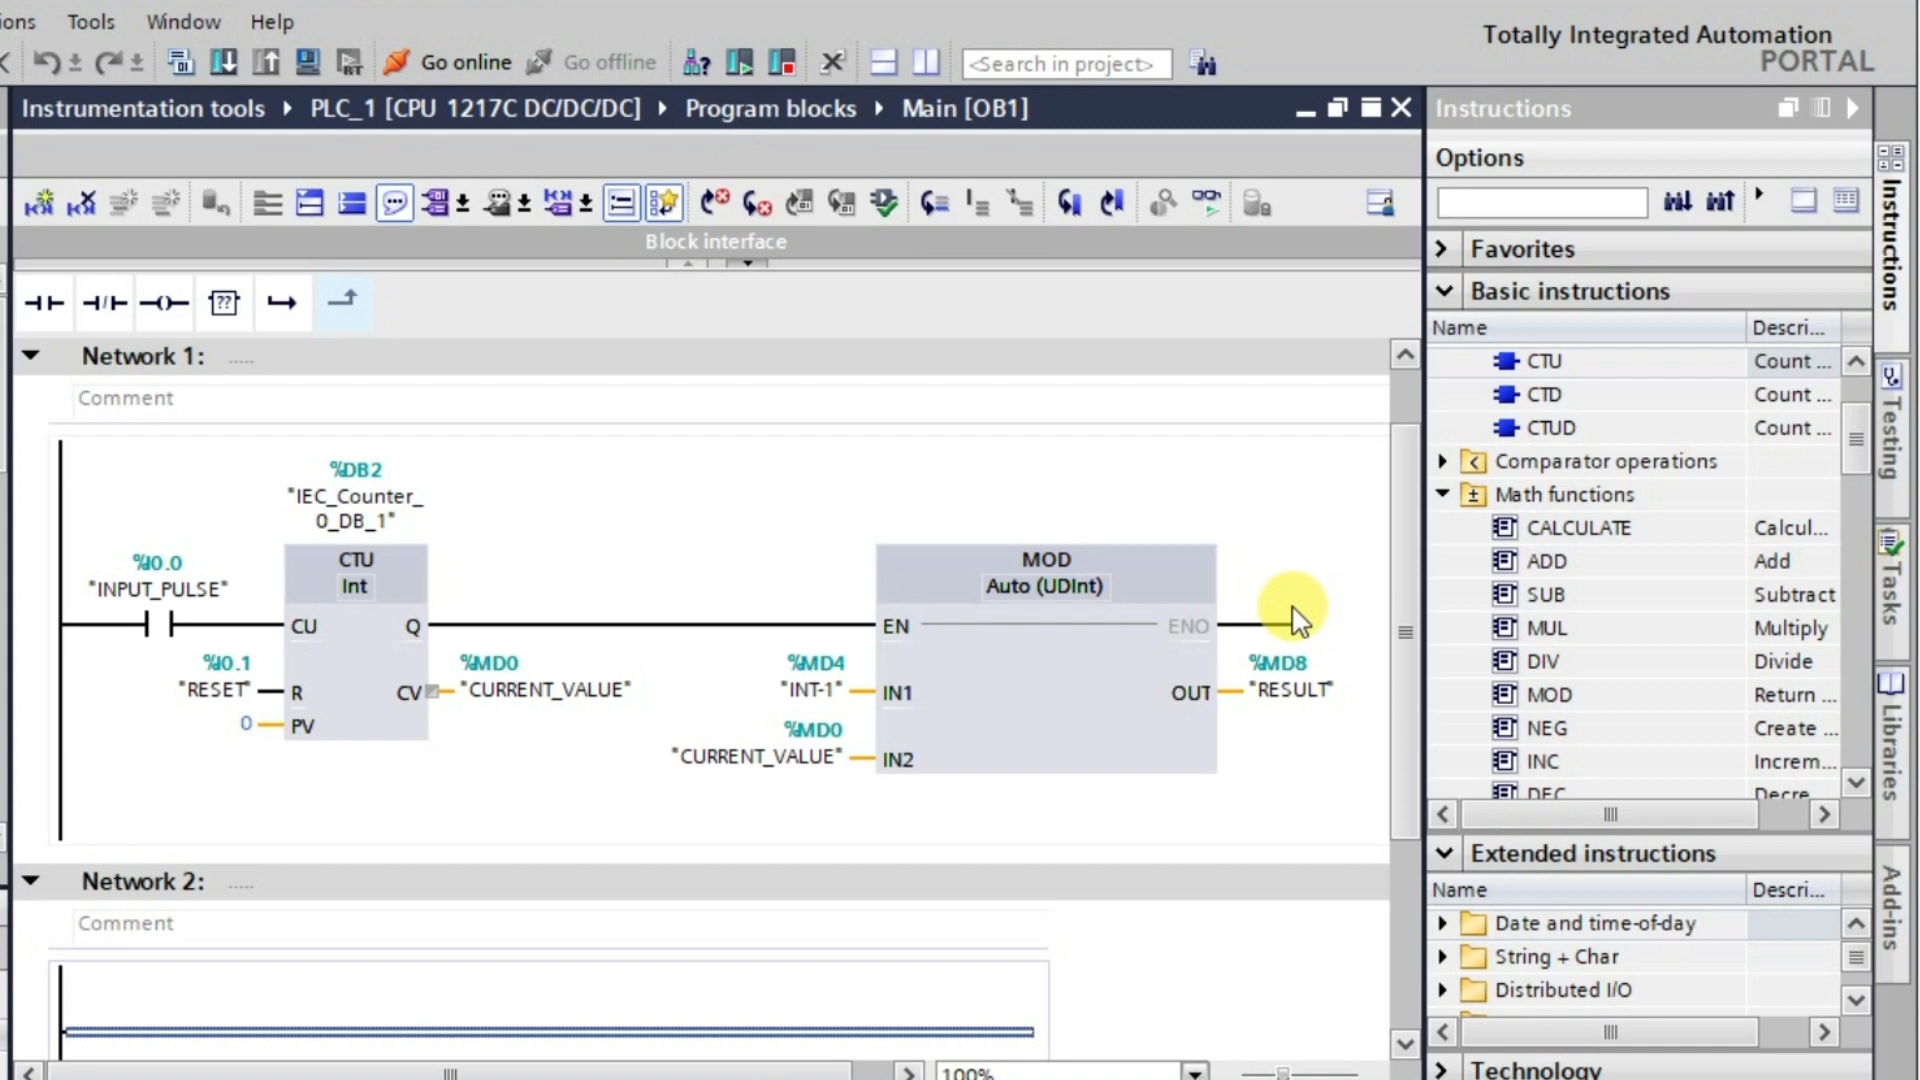 ions Tools Window Help
Totally Integrated Automation
PORTAL
Go online Go offline <Search in project>
Instrumentation tools PLC_1 [CPU 1217C DC/DC/DC] Program blocks Main [OB1]
Instructions
Options
Block interface
Favorites
Basic instructions
Name Descri...
CTU Count ...
CTD Count ...
CTUD Count ...
Comparator operations
Math functions
CALCULATE Calcul...
ADD Add
SUB Subtract
MUL Multiply
DIV Divide
MOD Return ...
NEG Create ...
INC Increm...
DEC Decre
Extended instructions
Name Descri...
Date and time-of-day
String + Char
Distributed I/O
Technology
Instructions
Testing
Tasks
Libraries
Add-ins
??
Network 1: .....
Comment
%DB2
"IEC_Counter_
0_DB_1"
%I0.0
"INPUT_PULSE"
CTU
Int
CU Q
%I0.1
"RESET" R
0 PV
CV
%MD0
"CURRENT_VALUE"
MOD
Auto (UDInt)
EN ENO
%MD4
"INT-1" IN1
%MD0
"CURRENT_VALUE" IN2
OUT
%MD8
"RESULT"
Network 2: .....
Comment
100%